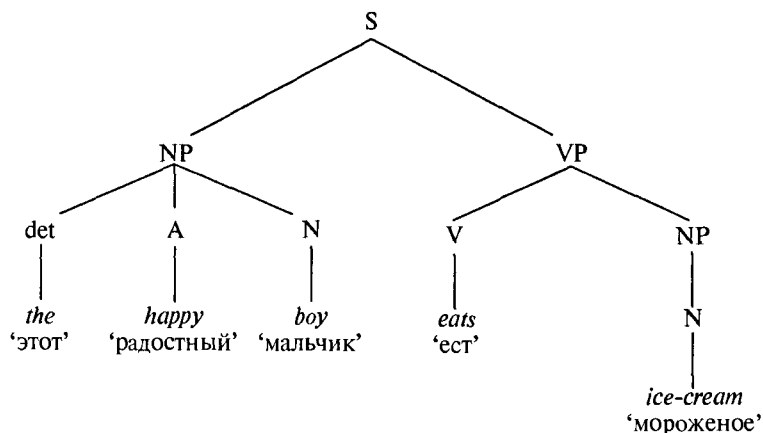 S
NP VP
det A N V NP
the happy boy eats N
‘этот’ ‘радостный’ ‘мальчик’ ‘ест’
ice-cream
‘мороженое’